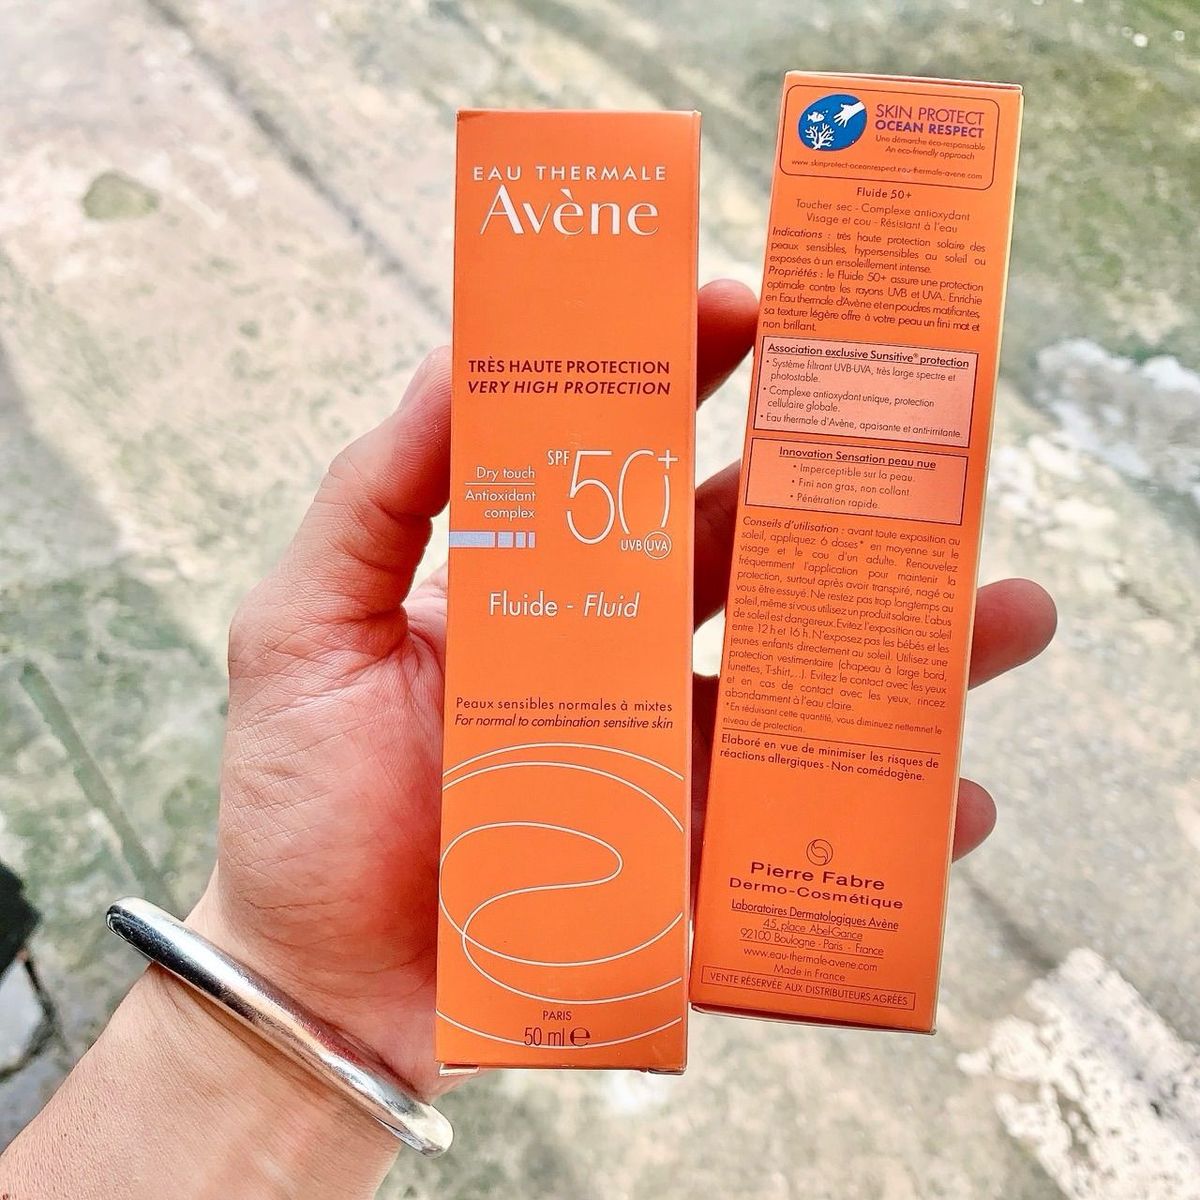 EAU THERMALE
Avène
TRÈS HAUTE PROTECTION
VERY HIGH PROTECTION
Dry touch
Antioxidant
complex
SPF 50+
UVB UVA
Fluide - Fluid
Peaux sensibles normales à mixtes
For normal to combination sensitive skin
PARIS
50 ml e
SKIN PROTECT
OCEAN RESPECT
Une démarche éco-responsable
An eco-friendly approach
www.skinprotect-oceanrespect.eau-thermale-avene.com
Fluide 50+
Toucher sec - Complexe antioxydant
Visage et cou - Résistant à l'eau
Indications : très haute protection solaire des
peaux sensibles, hypersensibles au soleil ou
exposées à un ensoleillement intense.
Propriétés : le Fluide 50+ assure une protection
optimale contre les rayons UVB et UVA. Enrichie
en Eau thermale d'Avène et en poudres matifiantes,
sa texture légère offre à votre peau un fini mat et
non brillant.
Association exclusive Sunsitive® protection
• Système filtrant UVB-UVA, très large spectre et
photostable.
• Complexe antioxydant unique, protection
cellulaire globale.
• Eau thermale d'Avène, apaisante et anti-irritante.
Innovation Sensation peau nue
• Imperceptible sur la peau.
• Fini non gras, non collant.
• Pénétration rapide.
Conseils d'utilisation : avant toute exposition au
soleil, appliquez 6 doses* en moyenne sur le
visage et le cou d'un adulte. Renouvelez
fréquemment l'application pour maintenir la
protection, surtout après avoir transpiré, nagé ou
vous être essuyé. Ne restez pas trop longtemps au
soleil, même si vous utilisez un produit solaire. L'abus
de soleil est dangereux. Evitez l'exposition au soleil
entre 12 h et 16 h. N'exposez pas les bébés et les
jeunes enfants directement au soleil. Utilisez une
protection vestimentaire (chapeau à large bord,
lunettes, T-shirt,...). Evitez le contact avec les yeux
et en cas de contact avec les yeux, rincez
abondamment à l'eau claire.
*En réduisant cette quantité, vous diminuez nettement le
niveau de protection.
Elaboré en vue de minimiser les risques de
réactions allergiques - Non comédogène.
Pierre Fabre
Dermo-Cosmétique
Laboratoires Dermatologiques Avène
45, place Abel-Gance
92100 Boulogne - Paris - France
www.eau-thermale-avene.com
Made in France
VENTE RÉSERVÉE AUX DISTRIBUTEURS AGRÉÉS